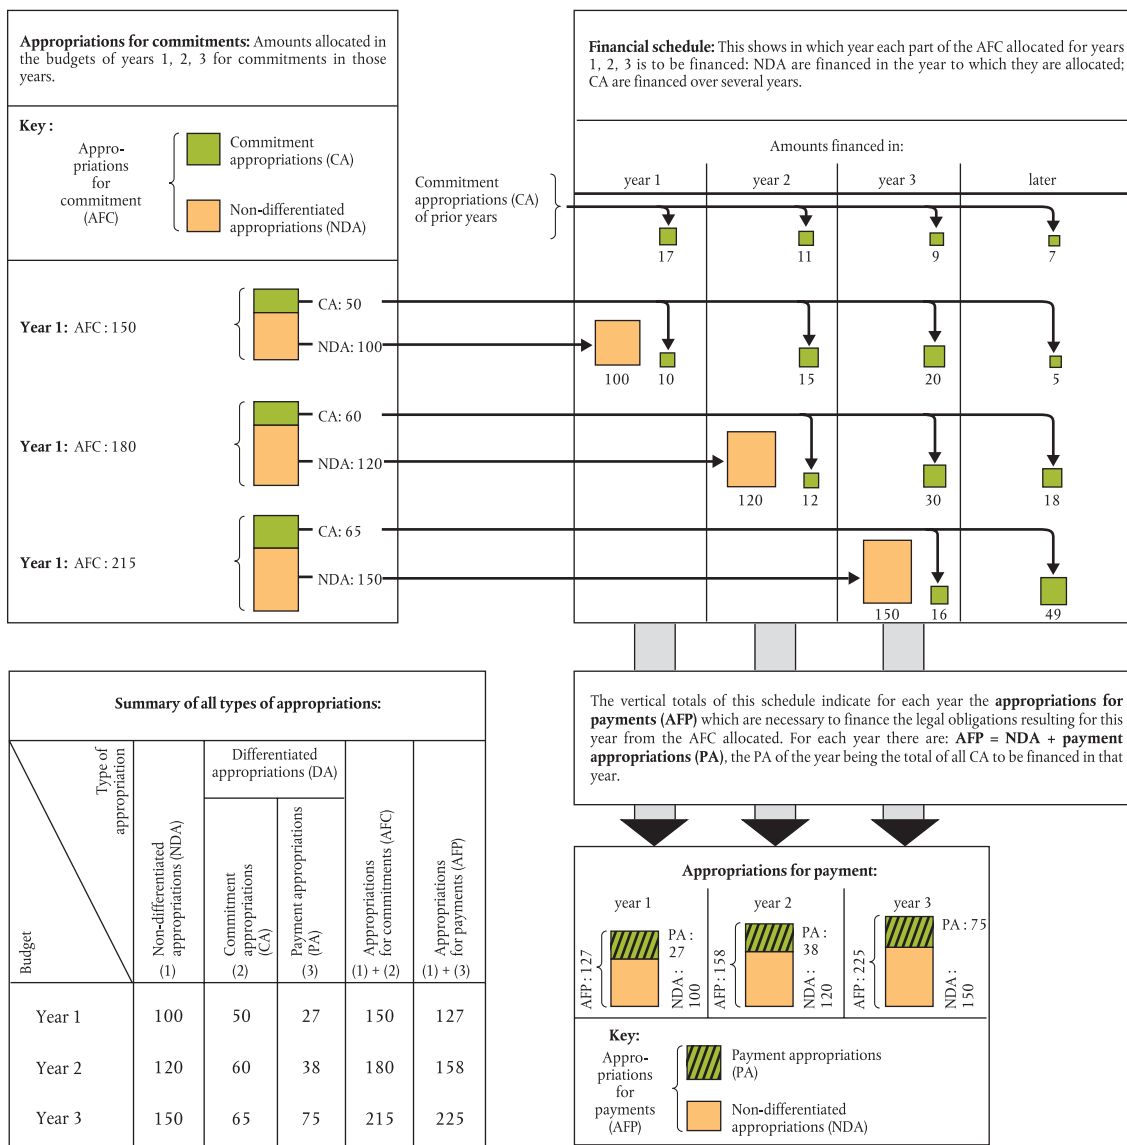 Appropriations for commitments: Amounts allocated in
the budgets of years 1, 2, 3 for commitments in those
years.
Key :
Appro-
priations
for
commitment
(AFC)
Commitment
appropriations (CA)
Non-differentiated
appropriations (NDA)
Financial schedule: This shows in which year each part of the AFC allocated for years
1, 2, 3 is to be financed: NDA are financed in the year to which they are allocated;
CA are financed over several years.
Amounts financed in:
year 1 year 2 year 3 later
Commitment
appropriations (CA)
of prior years
17 11 9 7
Year 1: AFC : 150
CA: 50
NDA: 100
100 10 15 20 5
Year 1: AFC : 180
CA: 60
NDA: 120
120 12 30 18
Year 1: AFC : 215
CA: 65
NDA: 150
150 16 49
The vertical totals of this schedule indicate for each year the appropriations for
payments (AFP) which are necessary to finance the legal obligations resulting for this
year from the AFC allocated. For each year there are: AFP = NDA + payment
appropriations (PA), the PA of the year being the total of all CA to be financed in that
year.
Summary of all types of appropriations:
Type of
appropriation
Budget
Differentiated
appropriations (DA)
Non-differentiated
appropriations (NDA)
(1)
Commitment
appropriations
(CA)
(2)
Payment appropriations
(PA)
(3)
Appropriations
for commitments (AFC)
(1) + (2)
Appropriations
for payments (AFP)
(1) + (3)
Year 1 100 50 27 150 127
Year 2 120 60 38 180 158
Year 3 150 65 75 215 225
Appropriations for payment:
year 1 year 2 year 3
AFP : 127
PA :
27
NDA :
100
AFP : 158
PA :
38
NDA :
120
AFP : 225
PA : 75
NDA :
150
Key:
Appro-
priations
for
payments
(AFP)
Payment appropriations
(PA)
Non-differentiated
appropriations (NDA)